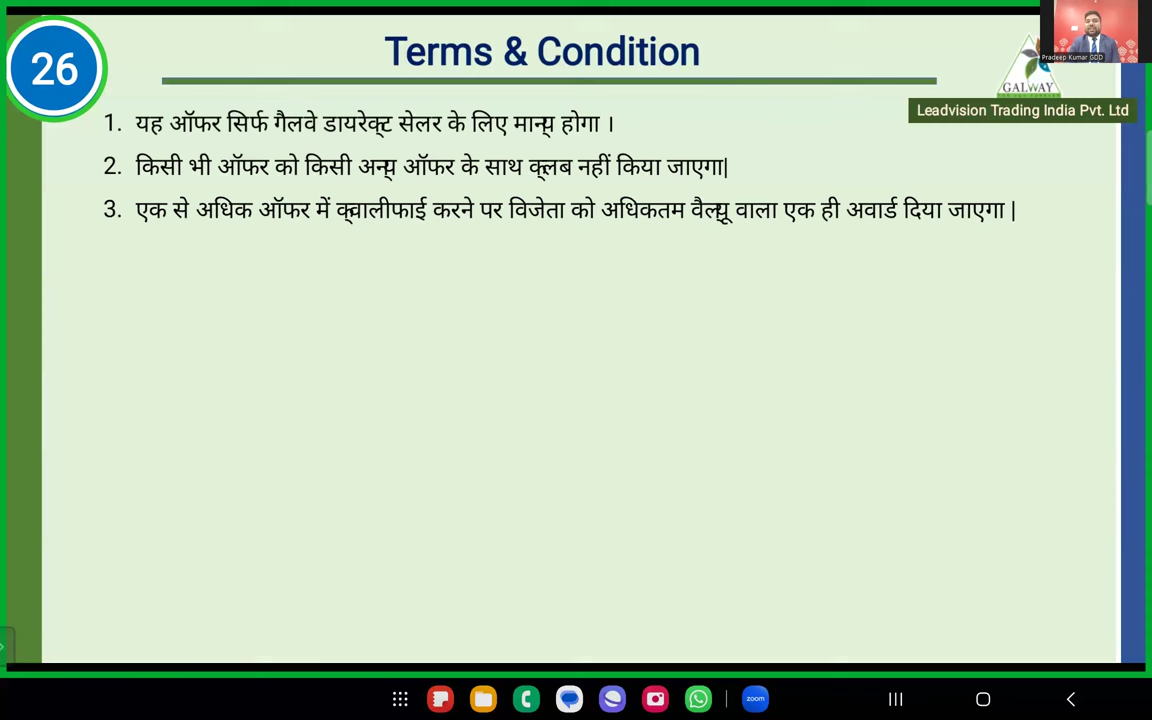 26
Terms & Condition
Pradeep Kumar GDD
GALWAY
Leadvision Trading India Pvt. Ltd
1. यह ऑफर सिर्फ गैलवे डायरेक्ट सेलर के लिए मान्य होगा ।
2. किसी भी ऑफर को किसी अन्य ऑफर के साथ क्लब नहीं किया जाएगा|
3. एक से अधिक ऑफर में क्वालीफाई करने पर विजेता को अधिकतम वैल्यू वाला एक ही अवार्ड दिया जाएगा |
zoom